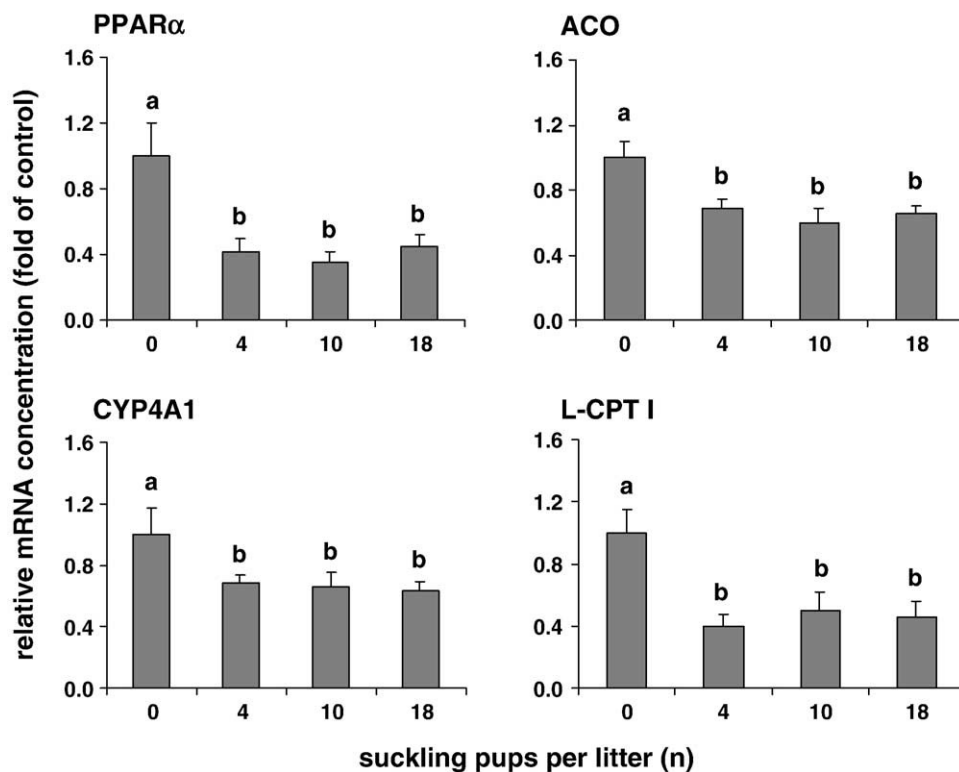 PPARα
1.6
1.2
0.8
0.4
0.0
a
b
b
b
0
4
10
18
ACO
1.6
1.2
0.8
0.4
0.0
a
b
b
b
0
4
10
18
CYP4A1
1.6
1.2
0.8
0.4
0.0
a
b
b
b
0
4
10
18
L-CPT I
1.6
1.2
0.8
0.4
0.0
a
b
b
b
0
4
10
18
relative mRNA concentration (fold of control)
suckling pups per litter (n)